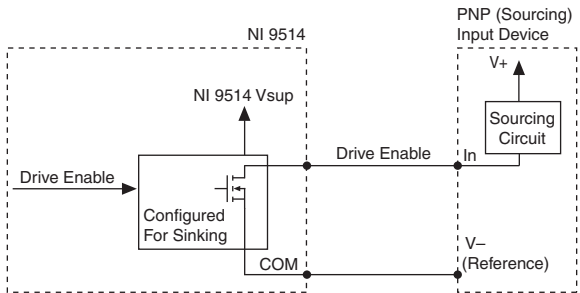 PNP (Sourcing)
Input Device
NI 9514
V+
NI 9514 Vsup
Sourcing
Circuit
Drive Enable
In
Drive Enable
Configured
For Sinking
V–
(Reference)
COM